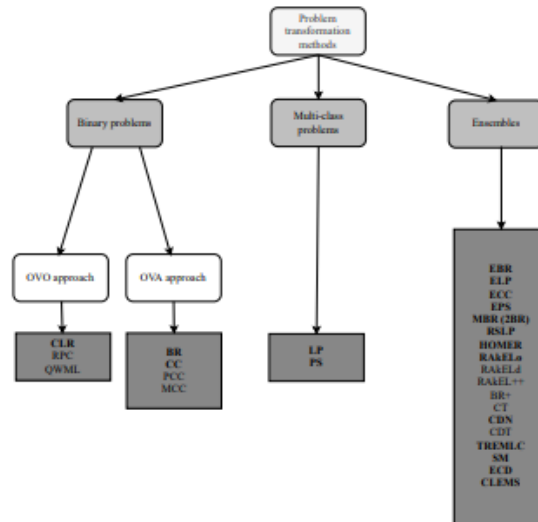 Problem
transformation
methods
Binary problems
Multi-class
problems
Ensembles
OVO approach
OVA approach
CLR
RPC
QWML
BR
CC
PCC
MCC
LP
PS
EBR
ELP
ECC
EPS
MBR (2BR)
RSLP
HOMER
RAkELo
RAkELd
RAkEL++
BR+
CT
CDN
CDT
TREMLC
SM
ECD
CLEMS